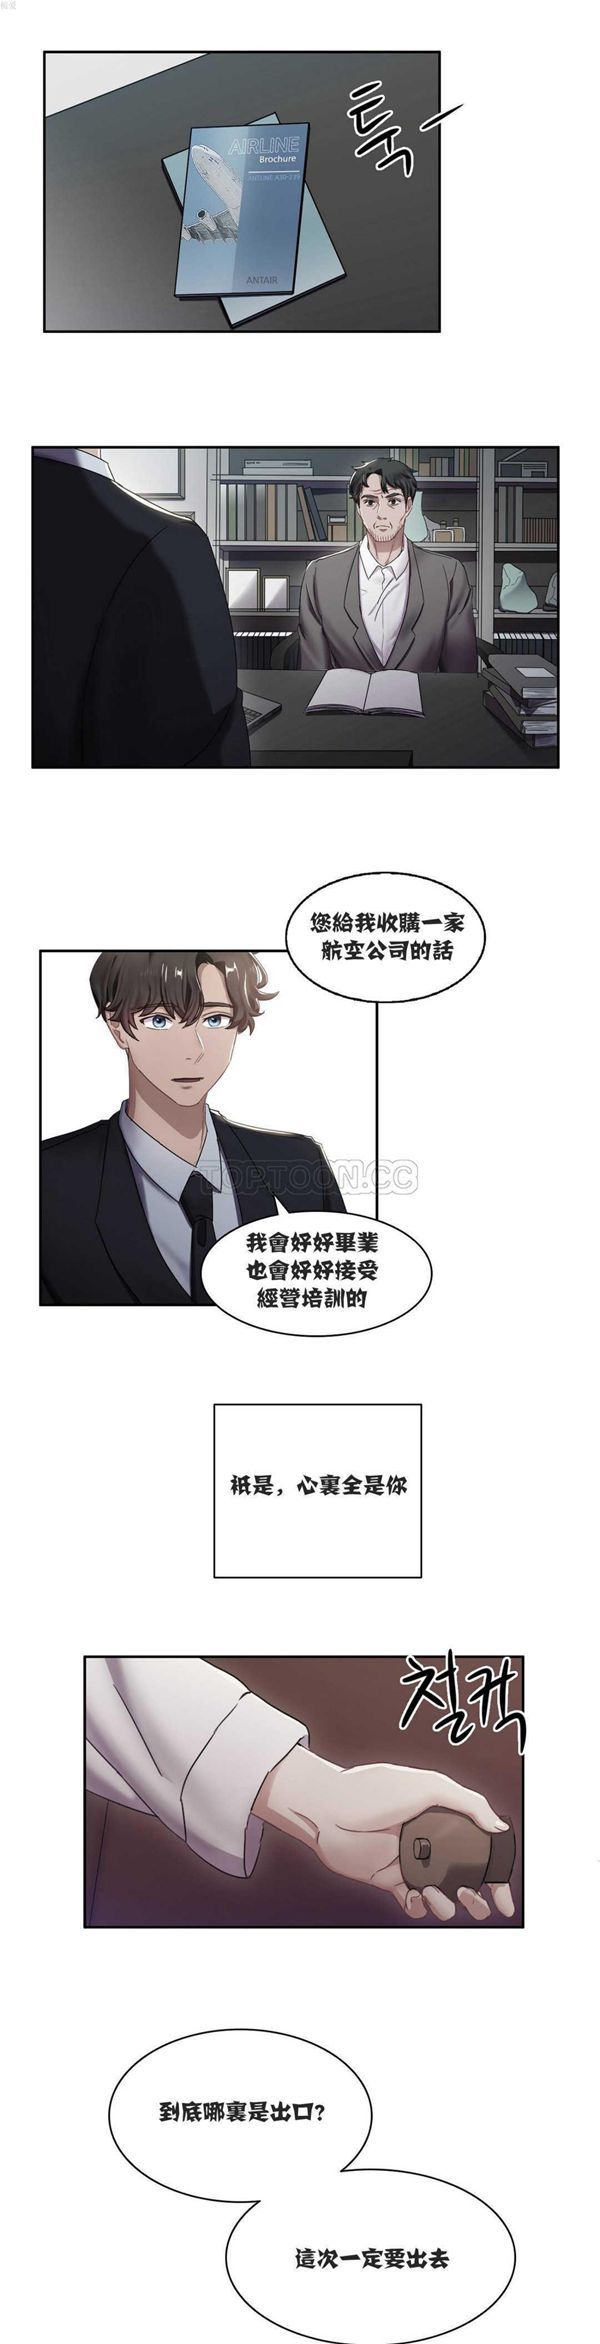 極愛
툭
AIRLINE
Brochure
ANTAIR
您給我收購一家
航空公司的話
TOPTOON.CC
我會好好畢業
也會好好接受
經營培訓的
祇是，心裏全是你
철컥
到底哪裏是出口?
這次一定要出去